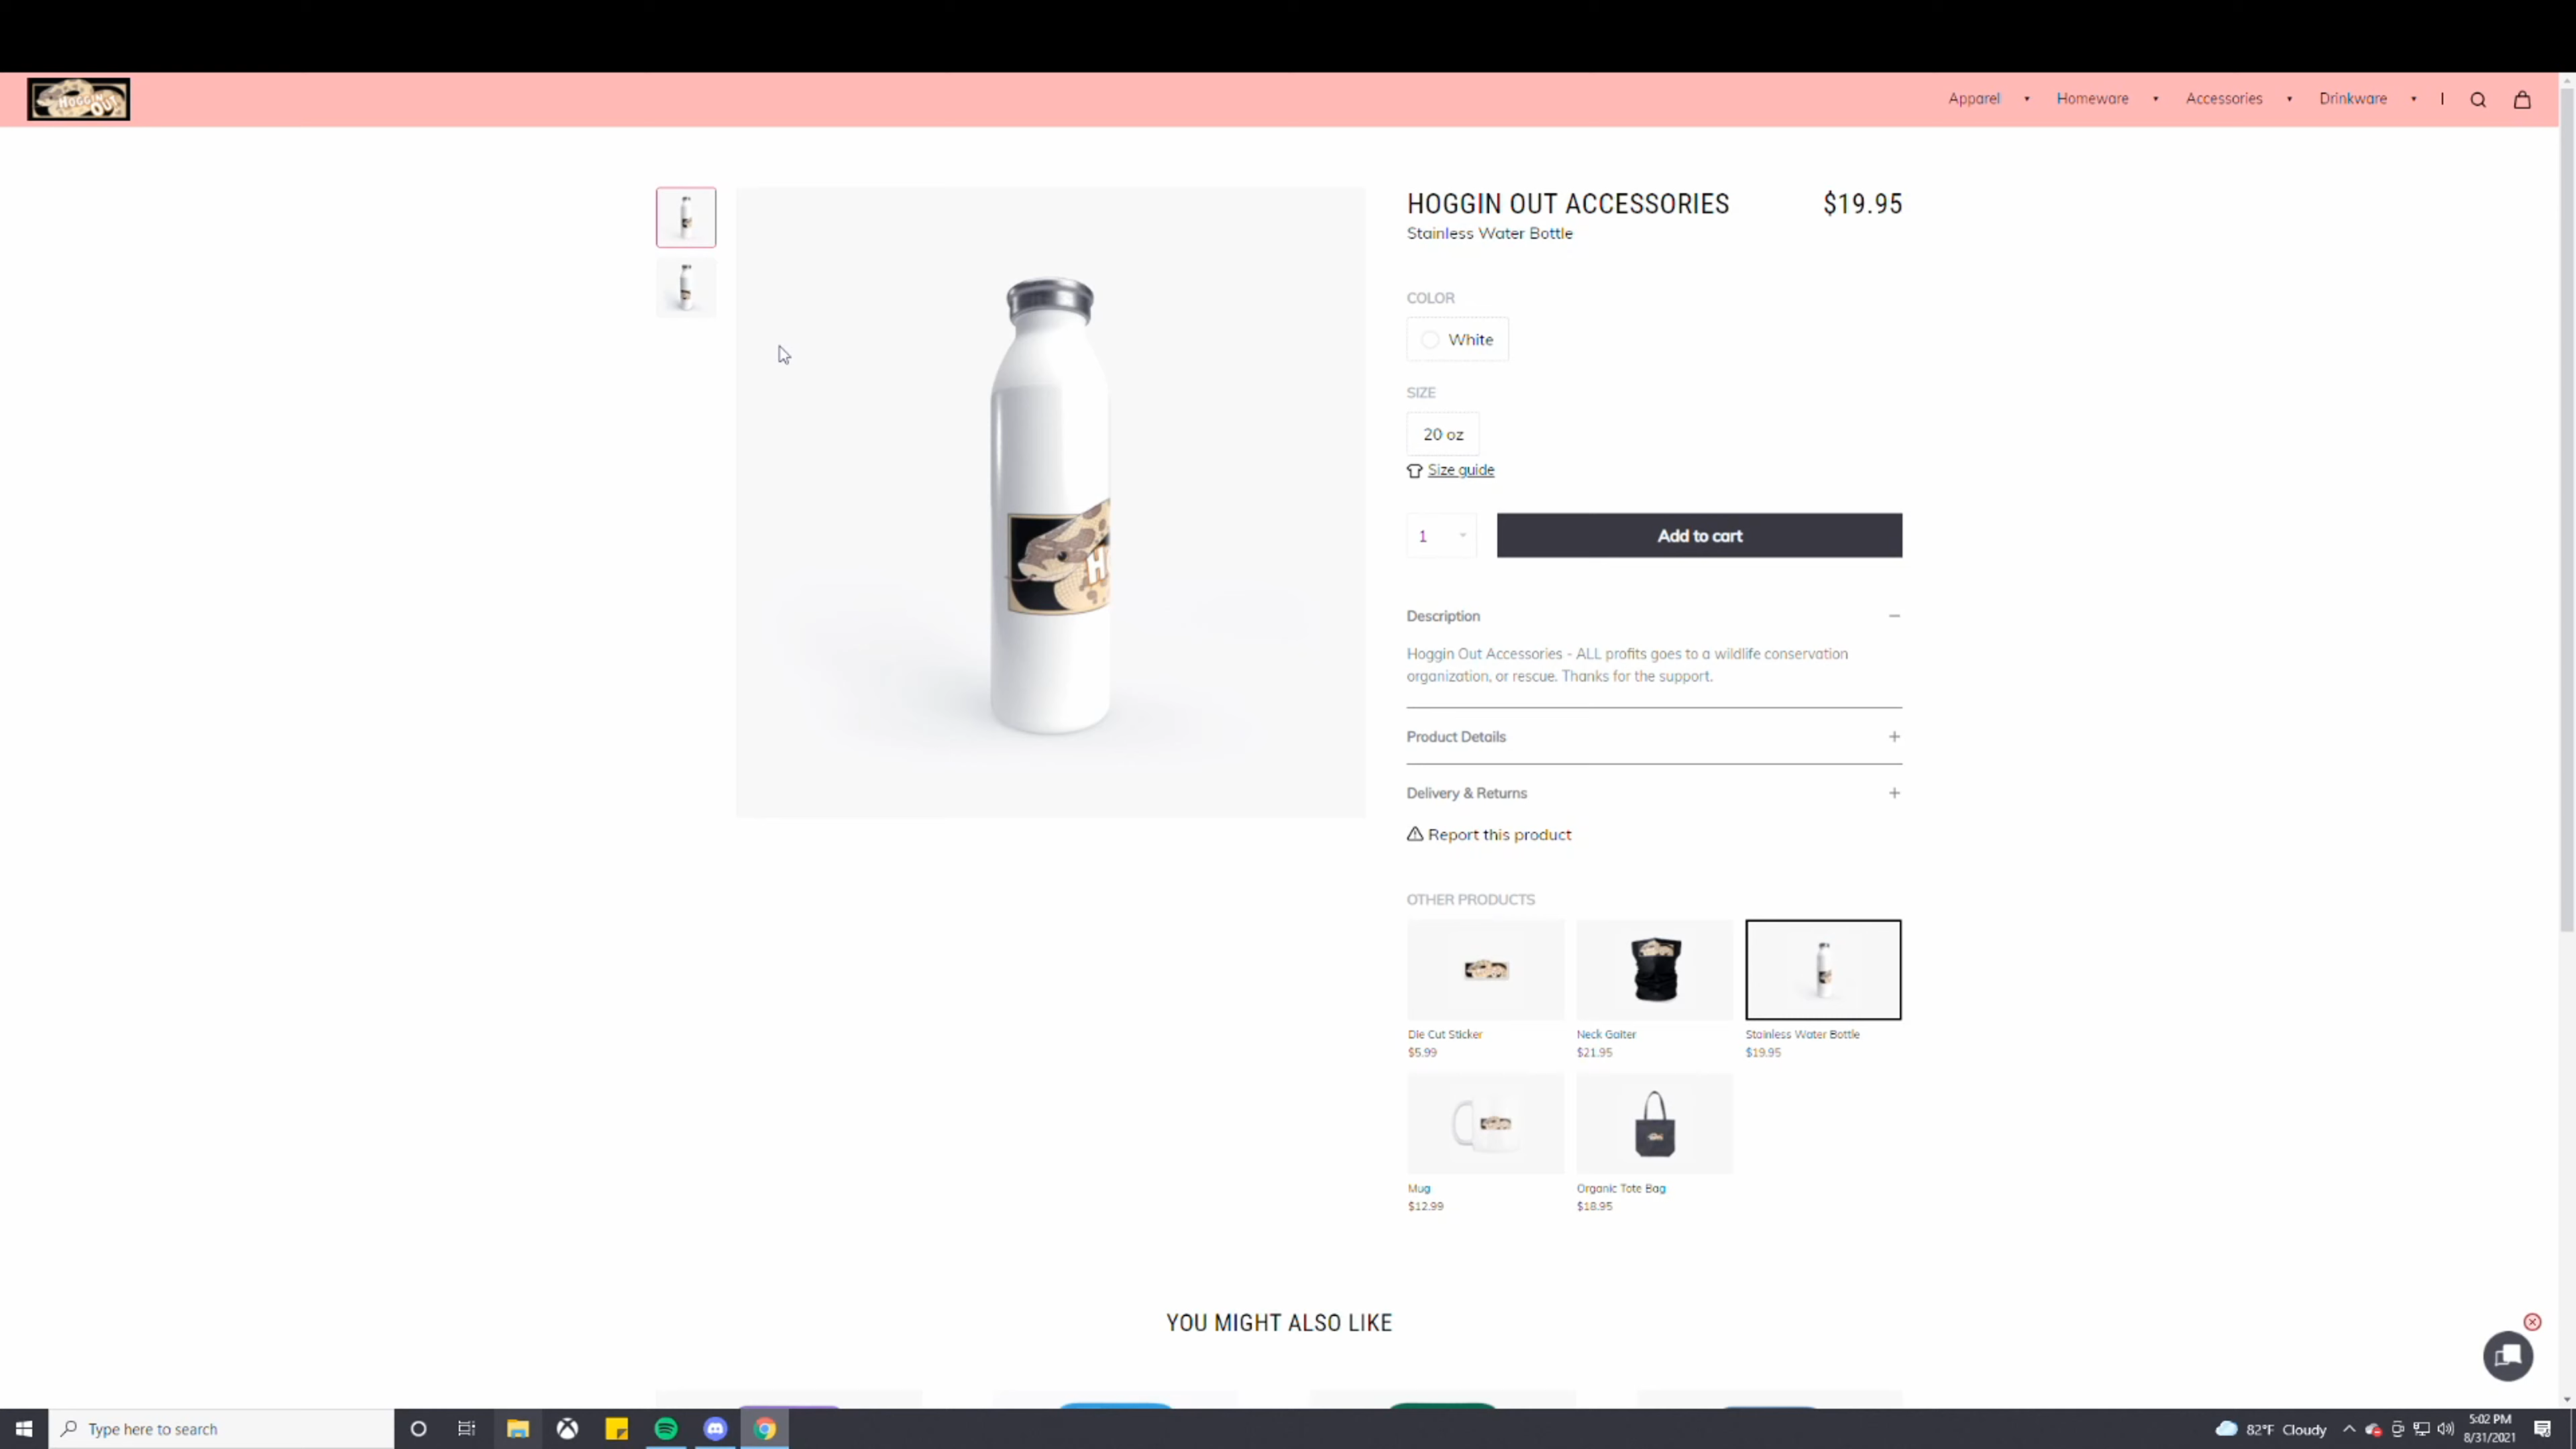 HOGGIN OUT
Apparel
Homeware
Accessories
Drinkware
HOGGIN OUT ACCESSORIES
$19.95
Stainless Water Bottle
COLOR
White
SIZE
20 oz
Size guide
1
Add to cart
Description
Hoggin Out Accessories - ALL profits goes to a wildlife conservation
organization, or rescue. Thanks for the support.
Product Details
Delivery & Returns
Report this product
OTHER PRODUCTS
Die Cut Sticker
$5.99
Neck Gaiter
$21.95
Stainless Water Bottle
$19.95
Mug
$12.99
Organic Tote Bag
$18.95
YOU MIGHT ALSO LIKE
Type here to search
82°F Cloudy
5:02 PM
8/31/2021